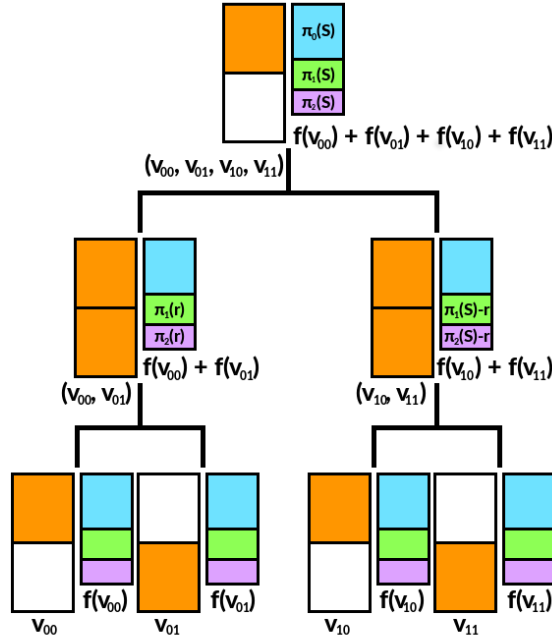 π₀(S)
π₁(S)
π₂(S)
f(v₀₀) + f(v₀₁) + f(v₁₀) + f(v₁₁)
(v₀₀, v₀₁, v₁₀, v₁₁)
π₁(r) π₁(S)-r
π₂(r) π₂(S)-r
f(v₀₀) + f(v₀₁) f(v₁₀) + f(v₁₁)
(v₀₀, v₀₁) (v₁₀, v₁₁)
f(v₀₀) f(v₀₁) f(v₁₀) f(v₁₁)
v₀₀ v₀₁ v₁₀ v₁₁